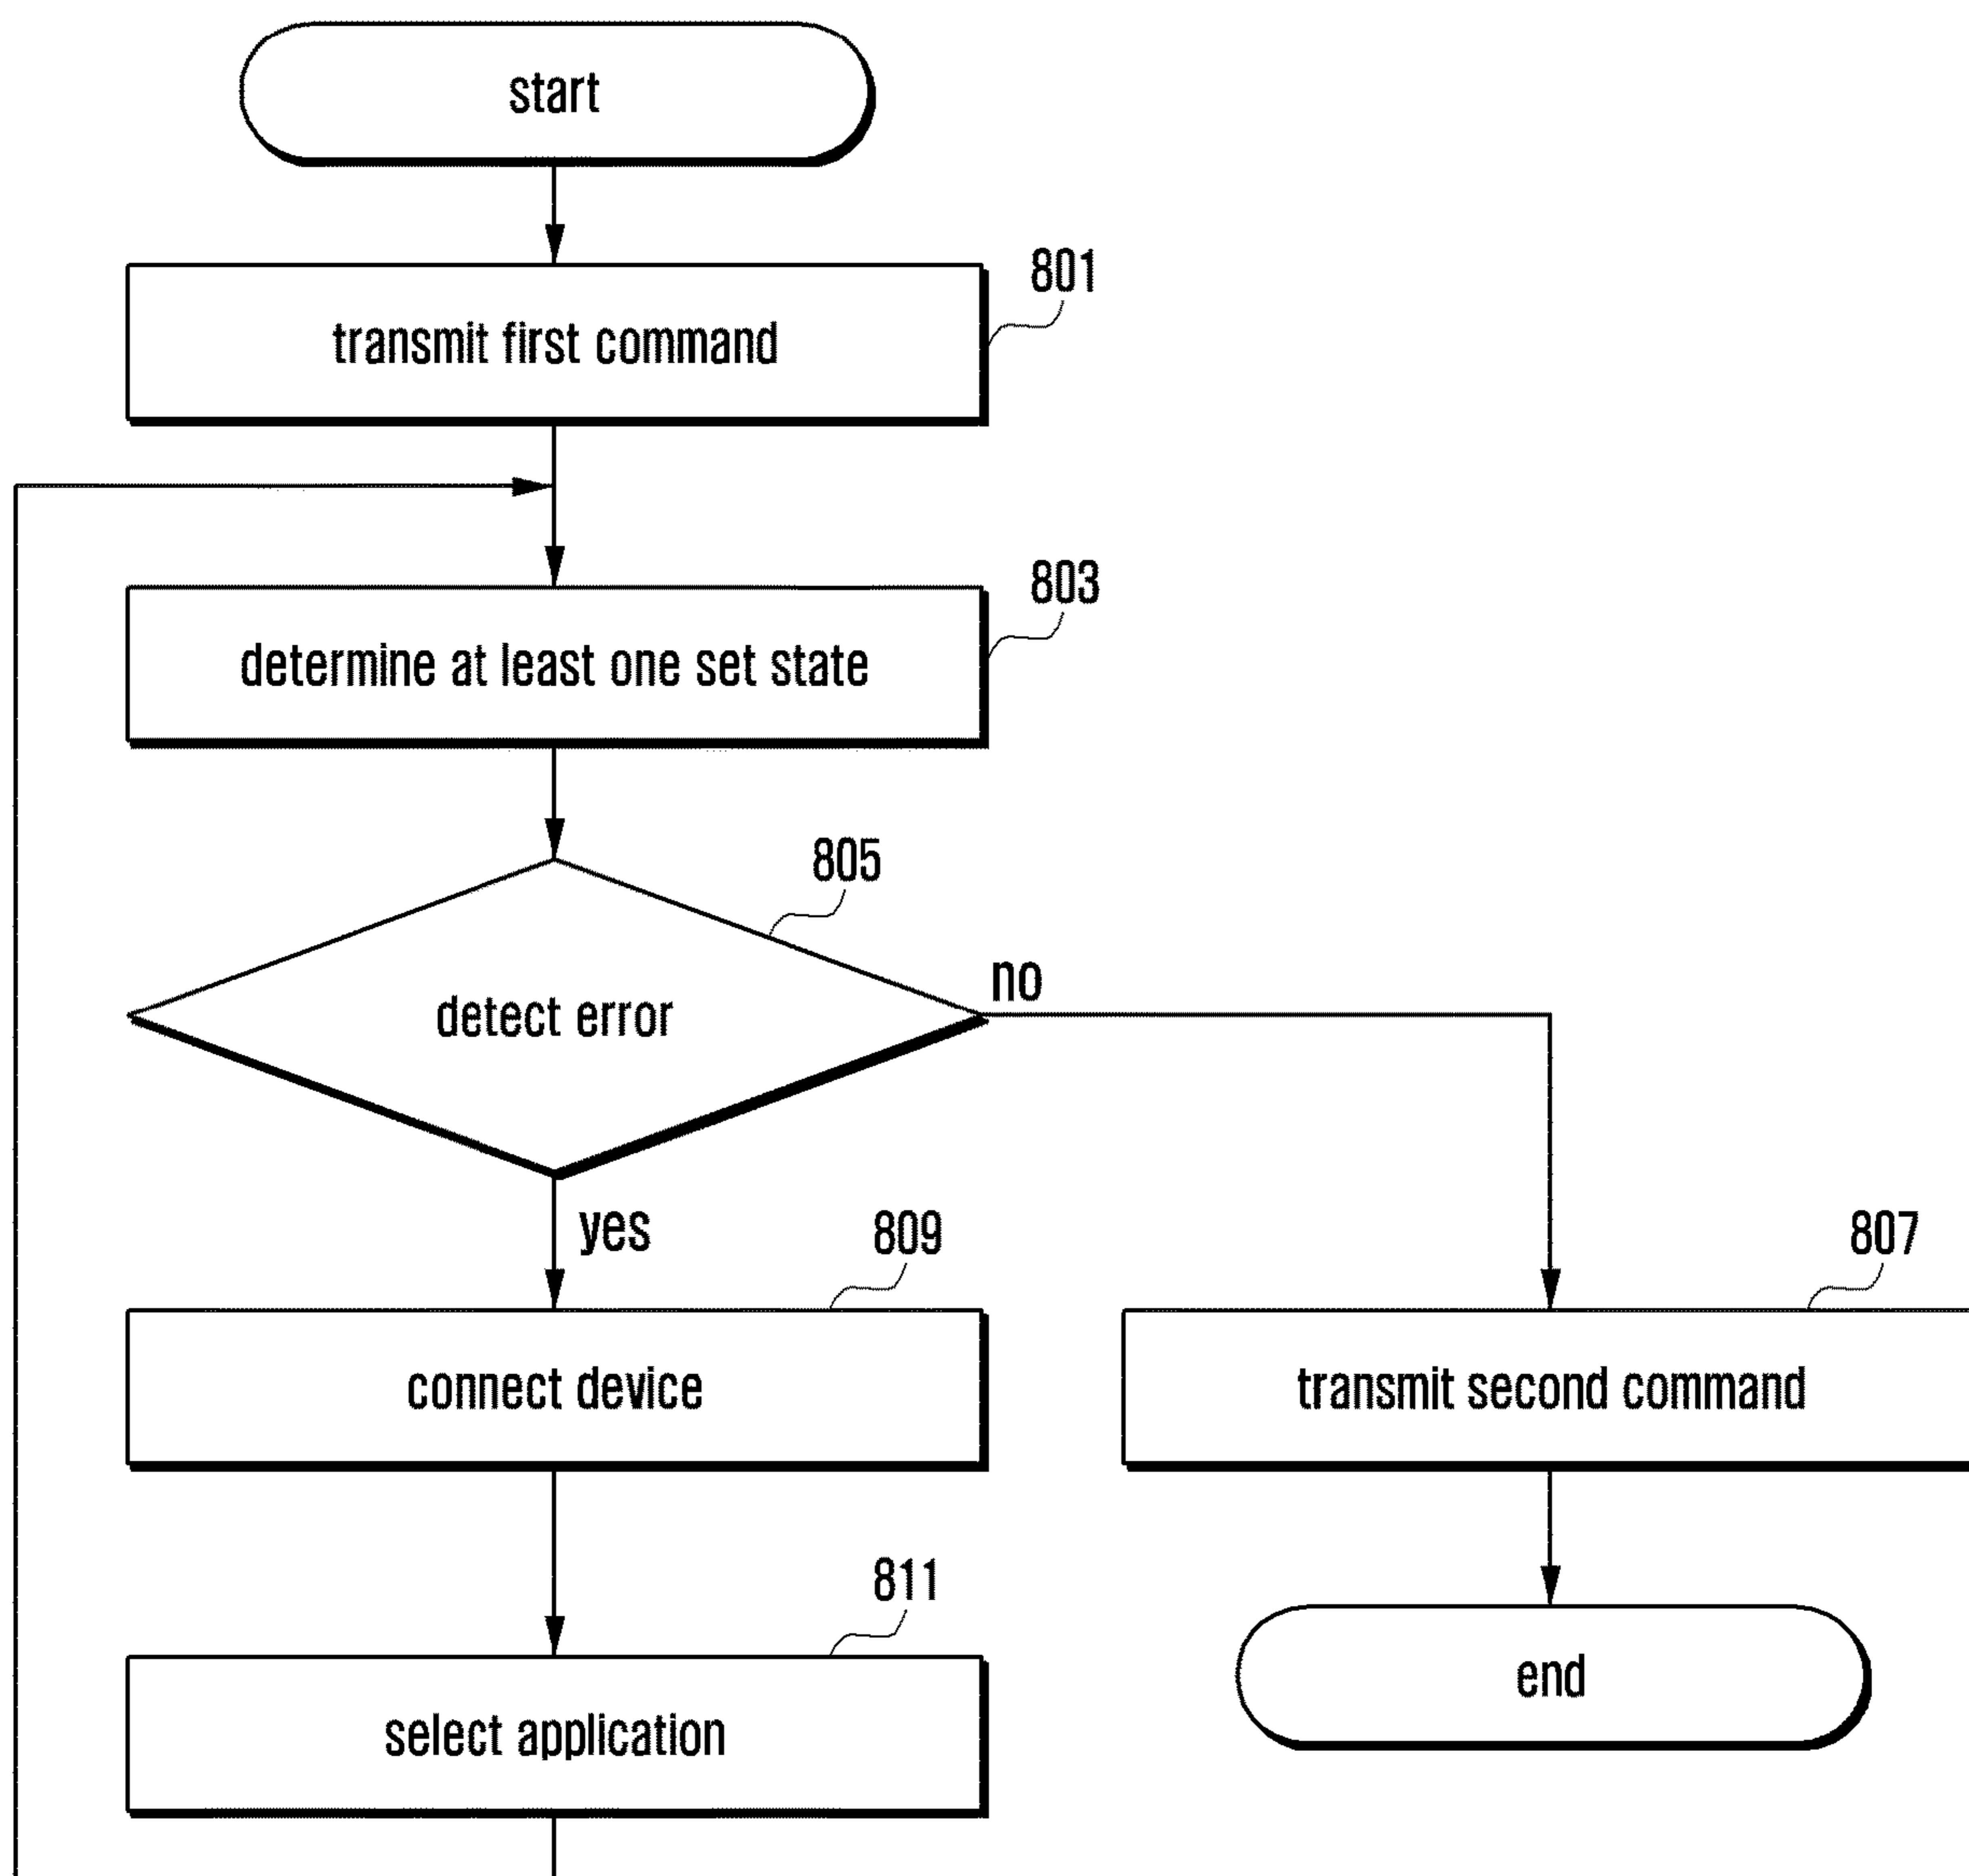 start
801
transmit first command
803
determine at least one set state
805
detect error
no
yes
809
807
connect device
transmit second command
811
select application
end